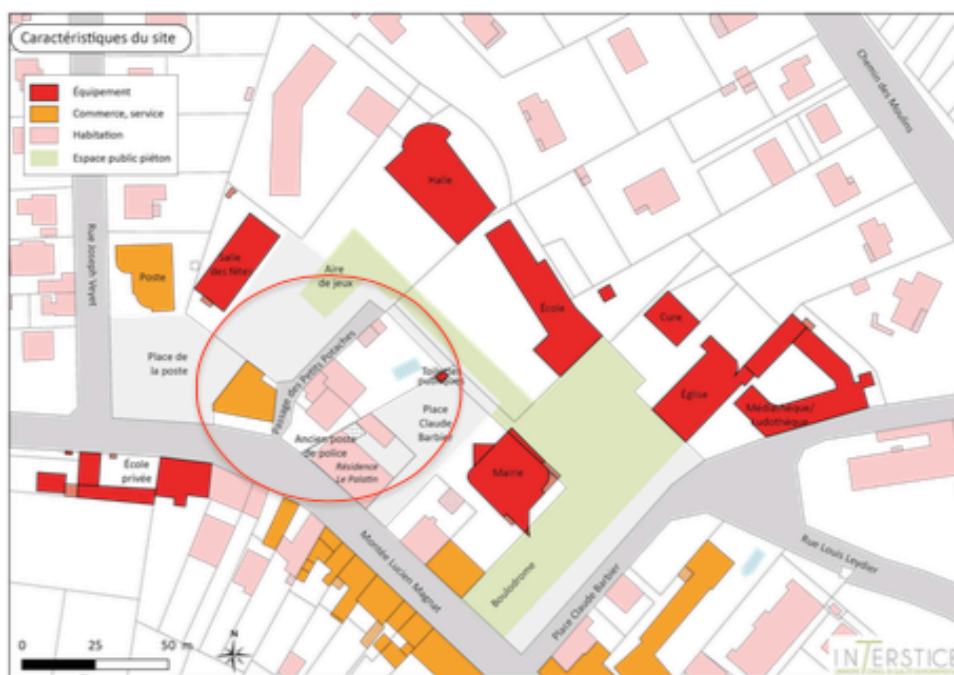 Caractéristiques du site
Équipement
Commerce, service
Habitation
Espace public piéton
Chemin des Moulins
Halle
Rue Joseph Veyet
Salle
des fêtes
Poste
Aire
de jeux
École
Cure
Place de
la poste
Passage des Petits Potaches
Toilettes
publiques
Église
Médiathèque/
Ludothèque
Place
Claude
Barbier
Ancien poste
de police
Résidence
Le Palatin
Mairie
École
privée
Montée Lucien Magnat
Boulodrome
Place Claude Barbier
Rue Louis Leydier
0 25 50 m
N
INTERSTICE